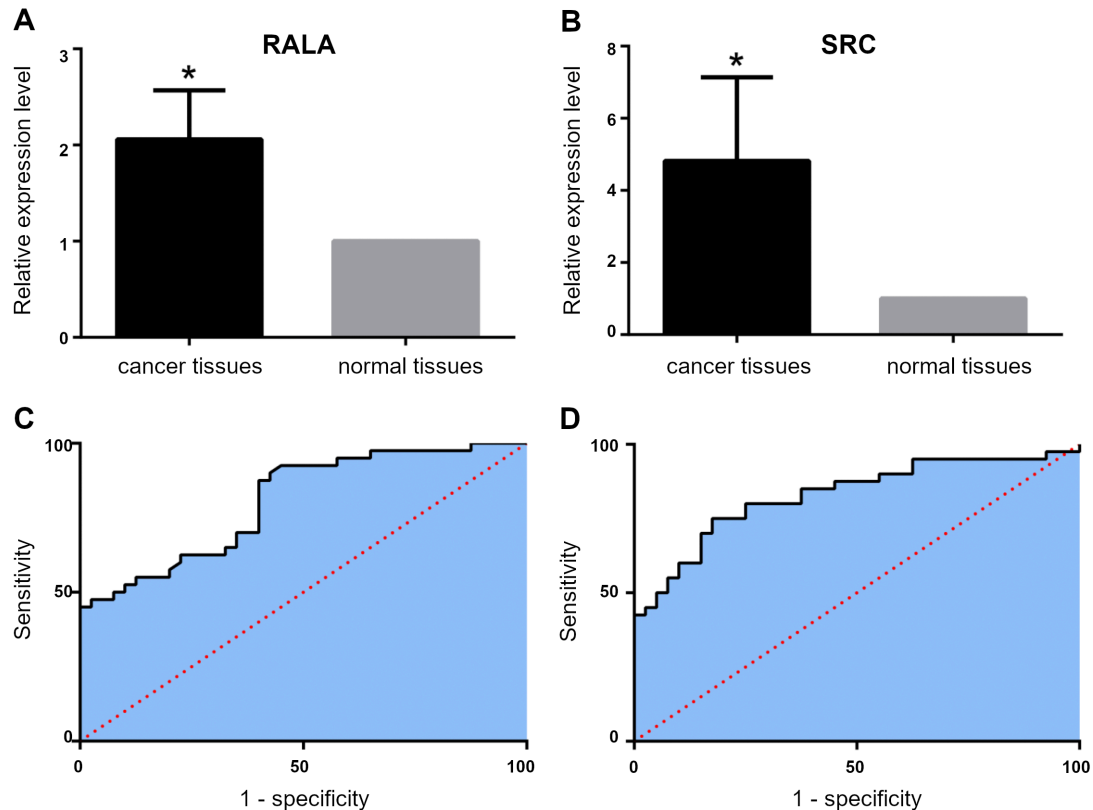 A
RALA
Relative expression level
3
2
1
0
*
cancer tissues
normal tissues
B
SRC
Relative expression level
8
6
4
2
0
*
cancer tissues
normal tissues
C
Sensitivity
100
50
0
0
50
100
1 - specificity
D
Sensitivity
100
50
0
0
50
100
1 - specificity